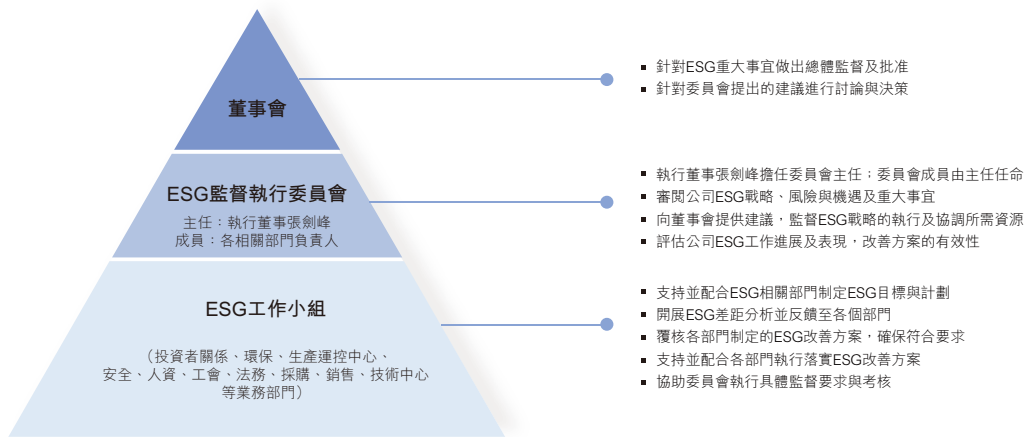 董事會
■ 針對ESG重大事宜做出總體監督及批准
■ 針對委員會提出的建議進行討論與決策
ESG監督執行委員會
主任：執行董事張劍峰
成員：各相關部門負責人
■ 執行董事張劍峰擔任委員會主任；委員會成員由主任任命
■ 審閱公司ESG戰略、風險與機遇及重大事宜
■ 向董事會提供建議，監督ESG戰略的執行及協調所需資源
■ 評估公司ESG工作進展及表現，改善方案的有效性
ESG工作小組
（投資者關係、環保、生產運控中心、
安全、人資、工會、法務、採購、銷售、技術中心
等業務部門）
■ 支持並配合ESG相關部門制定ESG目標與計劃
■ 開展ESG差距分析並反饋至各個部門
■ 覆核各部門制定的ESG改善方案，確保符合要求
■ 支持並配合各部門執行落實ESG改善方案
■ 協助委員會執行具體監督要求與考核